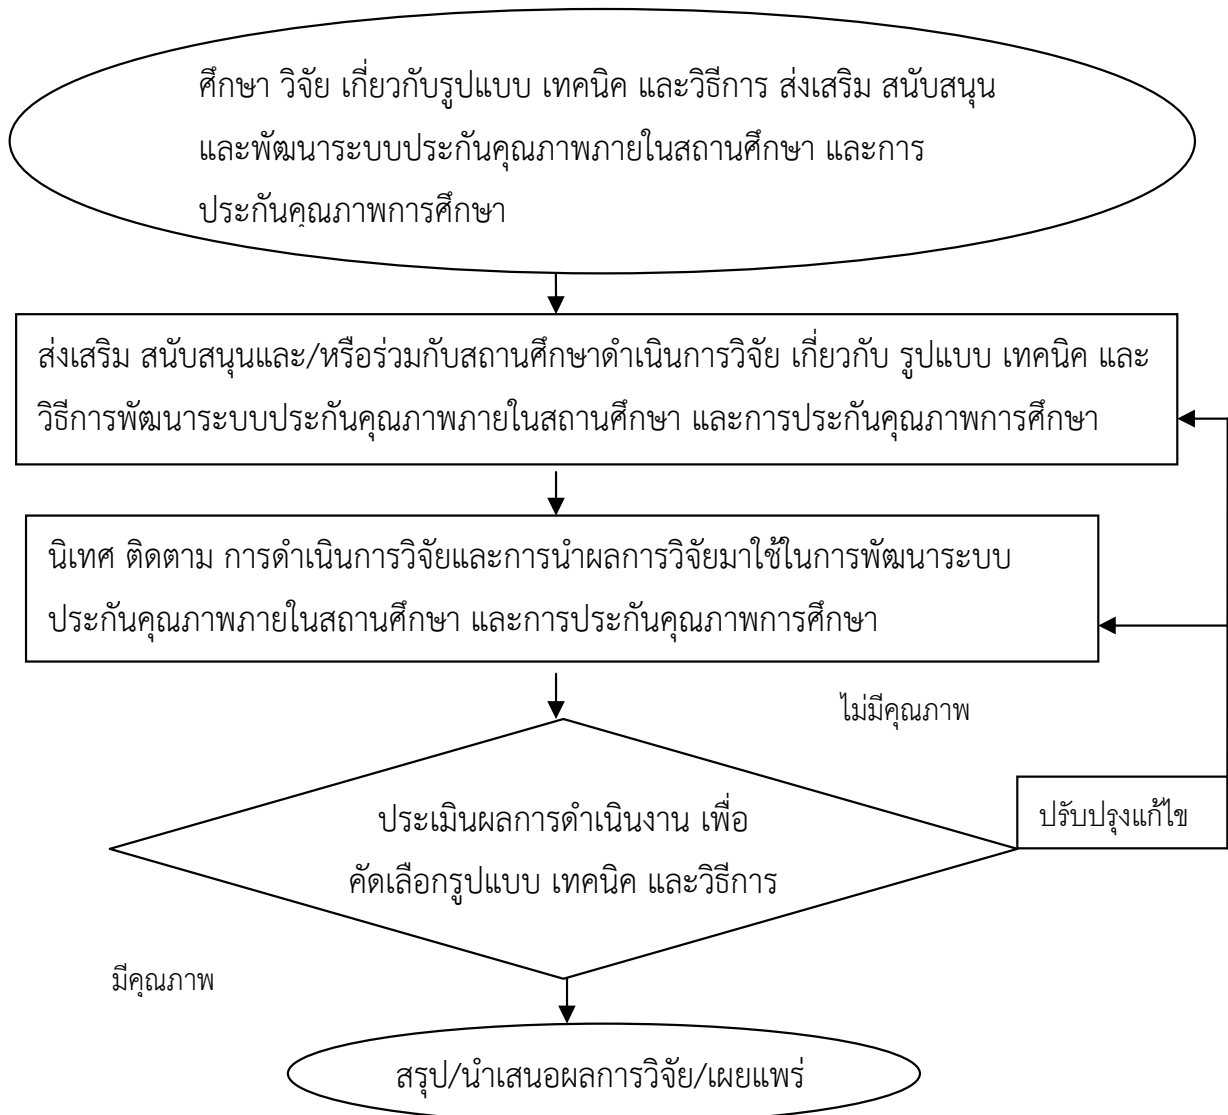 ศึกษา วิจัย เกี่ยวกับรูปแบบ เทคนิค และวิธีการ ส่งเสริม สนับสนุน
และพัฒนาระบบประกันคุณภาพภายในสถานศึกษา และการ
ประกันคุณภาพการศึกษา
ส่งเสริม สนับสนุนและ/หรือร่วมกับสถานศึกษาดำเนินการวิจัย เกี่ยวกับ รูปแบบ เทคนิค และ
วิธีการพัฒนาระบบประกันคุณภาพภายในสถานศึกษา และการประกันคุณภาพการศึกษา
นิเทศ ติดตาม การดำเนินการวิจัยและการนำผลการวิจัยมาใช้ในการพัฒนาระบบ
ประกันคุณภาพภายในสถานศึกษา และการประกันคุณภาพการศึกษา
ไม่มีคุณภาพ
ประเมินผลการดำเนินงาน เพื่อ
คัดเลือกรูปแบบ เทคนิค และวิธีการ
ปรับปรุงแก้ไข
มีคุณภาพ
สรุป/นำเสนอผลการวิจัย/เผยแพร่